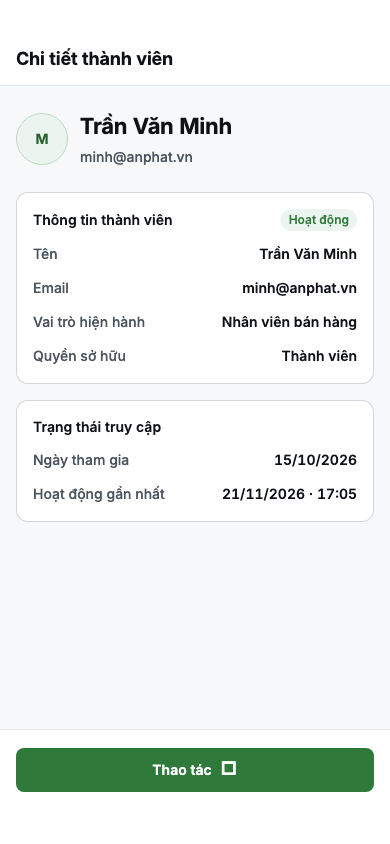 Chi tiết thành viên
M
Trần Văn Minh
minh@anphat.vn
Thông tin thành viên Hoạt động
Tên Trần Văn Minh
Email minh@anphat.vn
Vai trò hiện hành Nhân viên bán hàng
Quyền sở hữu Thành viên
Trạng thái truy cập
Ngày tham gia 15/10/2026
Hoạt động gần nhất 21/11/2026 · 17:05
Thao tác